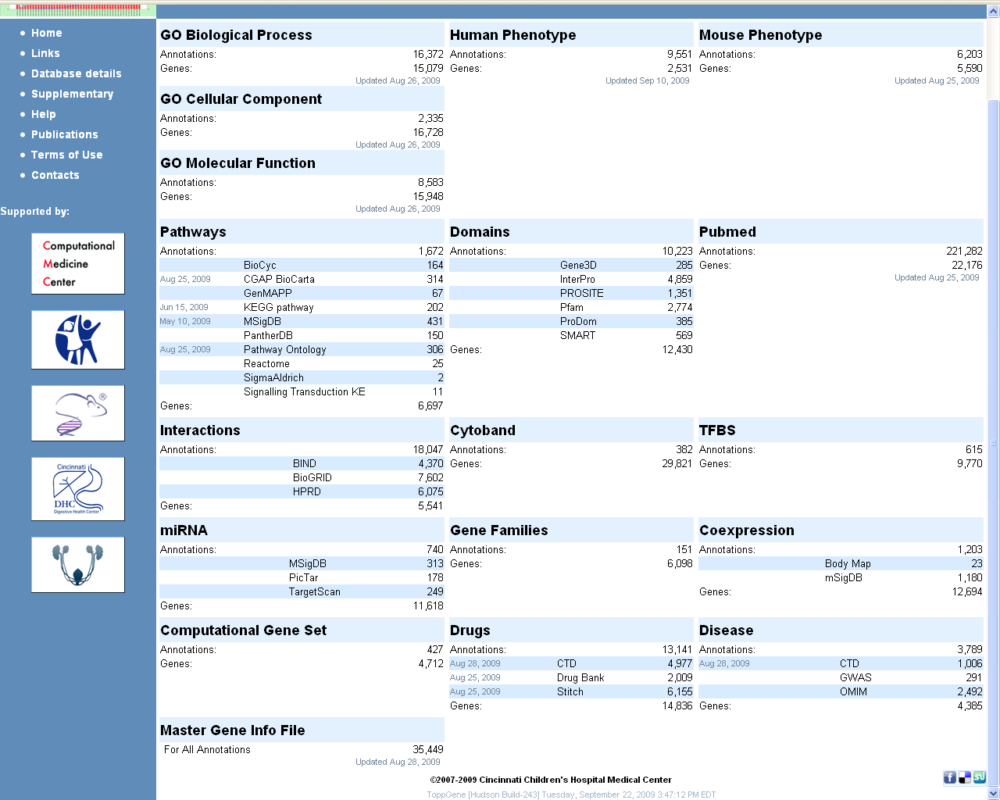 Home
Links
Database details
Supplementary
Help
Publications
Terms of Use
Contacts
Supported by:
Computational
Medicine
Center
®
Cincinnati
DHC
Digestive Health Center
GO Biological Process
Annotations: 16,372
Genes: 15,079
Updated Aug 26, 2009
Human Phenotype
Annotations: 9,551
Genes: 2,531
Updated Sep 10, 2009
Mouse Phenotype
Annotations: 6,203
Genes: 5,590
Updated Aug 25, 2009
GO Cellular Component
Annotations: 2,335
Genes: 16,728
Updated Aug 26, 2009
GO Molecular Function
Annotations: 8,583
Genes: 15,948
Updated Aug 26, 2009
Pathways
Annotations: 1,672
BioCyc 164
Aug 25, 2009 CGAP BioCarta 314
GenMAPP 67
Jun 15, 2009 KEGG pathway 202
May 10, 2009 MSigDB 431
PantherDB 150
Aug 25, 2009 Pathway Ontology 306
Reactome 25
SigmaAldrich 2
Signalling Transduction KE 11
Genes: 6,697
Domains
Annotations: 10,223
Gene3D 285
InterPro 4,859
PROSITE 1,351
Pfam 2,774
ProDom 385
SMART 569
Genes: 12,430
Pubmed
Annotations: 221,282
Genes: 22,176
Updated Aug 25, 2009
Interactions
Annotations: 18,047
BIND 4,370
BioGRID 7,602
HPRD 6,075
Genes: 5,541
Cytoband
Annotations: 382
Genes: 29,821
TFBS
Annotations: 615
Genes: 9,770
miRNA
Annotations: 740
MSigDB 313
PicTar 178
TargetScan 249
Genes: 11,618
Gene Families
Annotations: 151
Genes: 6,098
Coexpression
Annotations: 1,203
Body Map 23
mSigDB 1,180
Genes: 12,694
Computational Gene Set
Annotations: 427
Genes: 4,712
Drugs
Annotations: 13,141
Aug 28, 2009 CTD 4,977
Aug 25, 2009 Drug Bank 2,009
Aug 25, 2009 Stitch 6,155
Genes: 14,836
Disease
Annotations: 3,789
Aug 28, 2009 CTD 1,006
GWAS 291
OMIM 2,492
Genes: 4,385
Master Gene Info File
For All Annotations 35,449
Updated Aug 28, 2009
©2007-2009 Cincinnati Children's Hospital Medical Center
ToppGene [Hudson Build-243] Tuesday, September 22, 2009 3:47:12 PM EDT